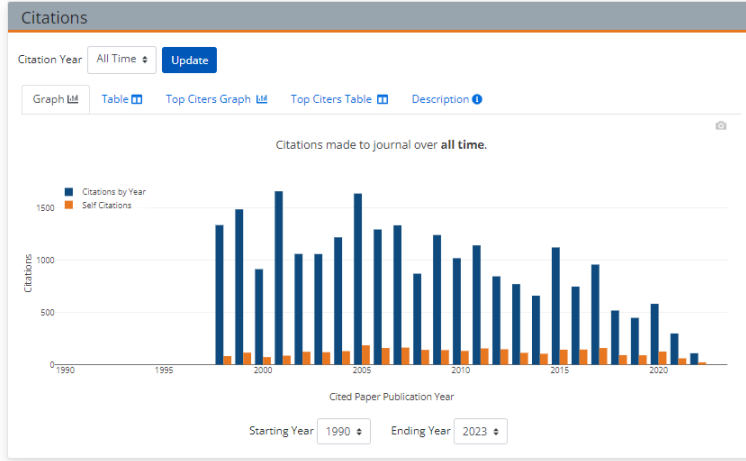 Citations
Citation Year All Time Update
Graph Table Top Citers Graph Top Citers Table Description
Citations made to journal over all time.
Citations by Year
Self Citations
1500
1000
500
0
Citations
1990 1995 2000 2005 2010 2015 2020
Cited Paper Publication Year
Starting Year 1990 Ending Year 2023